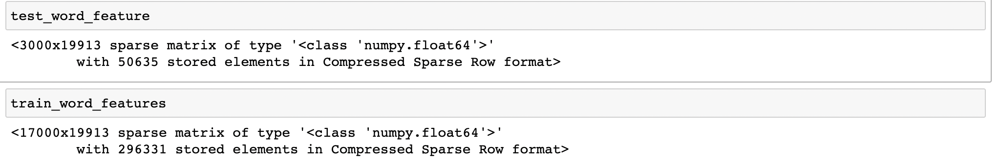 test_word_feature
<3000x19913 sparse matrix of type '<class 'numpy.float64'>'
with 50635 stored elements in Compressed Sparse Row format>
train_word_features
<17000x19913 sparse matrix of type '<class 'numpy.float64'>'
with 296331 stored elements in Compressed Sparse Row format>